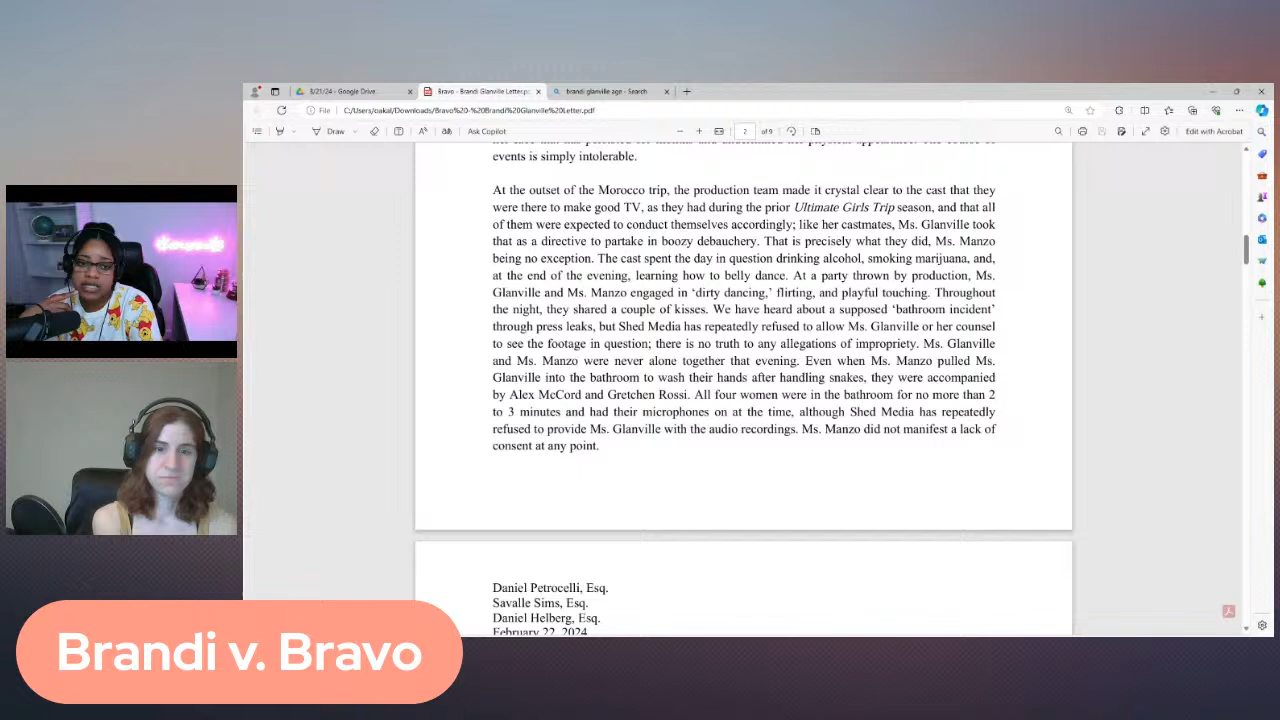 3/21/24 - Google Drive
Bravo - Brandi Glanville Letter.pc
brandi glanville age - Search
File
C:/Users/oakal/Downloads/Bravo%20-%20Brandi%20Glanville%20Letter.pdf
Draw
Ask Copilot
2
of 9
Edit with Acrobat
events is simply intolerable.
At the outset of the Morocco trip, the production team made it crystal clear to the cast that they
were there to make good TV, as they had during the prior Ultimate Girls Trip season, and that all
of them were expected to conduct themselves accordingly; like her castmates, Ms. Glanville took
that as a directive to partake in boozy debauchery. That is precisely what they did, Ms. Manzo
being no exception. The cast spent the day in question drinking alcohol, smoking marijuana, and,
at the end of the evening, learning how to belly dance. At a party thrown by production, Ms.
Glanville and Ms. Manzo engaged in ‘dirty dancing,’ flirting, and playful touching. Throughout
the night, they shared a couple of kisses. We have heard about a supposed ‘bathroom incident’
through press leaks, but Shed Media has repeatedly refused to allow Ms. Glanville or her counsel
to see the footage in question; there is no truth to any allegations of impropriety. Ms. Glanville
and Ms. Manzo were never alone together that evening. Even when Ms. Manzo pulled Ms.
Glanville into the bathroom to wash their hands after handling snakes, they were accompanied
by Alex McCord and Gretchen Rossi. All four women were in the bathroom for no more than 2
to 3 minutes and had their microphones on at the time, although Shed Media has repeatedly
refused to provide Ms. Glanville with the audio recordings. Ms. Manzo did not manifest a lack of
consent at any point.
Daniel Petrocelli, Esq.
Savalle Sims, Esq.
Daniel Helberg, Esq.
February 22, 2024
Brandi v. Bravo